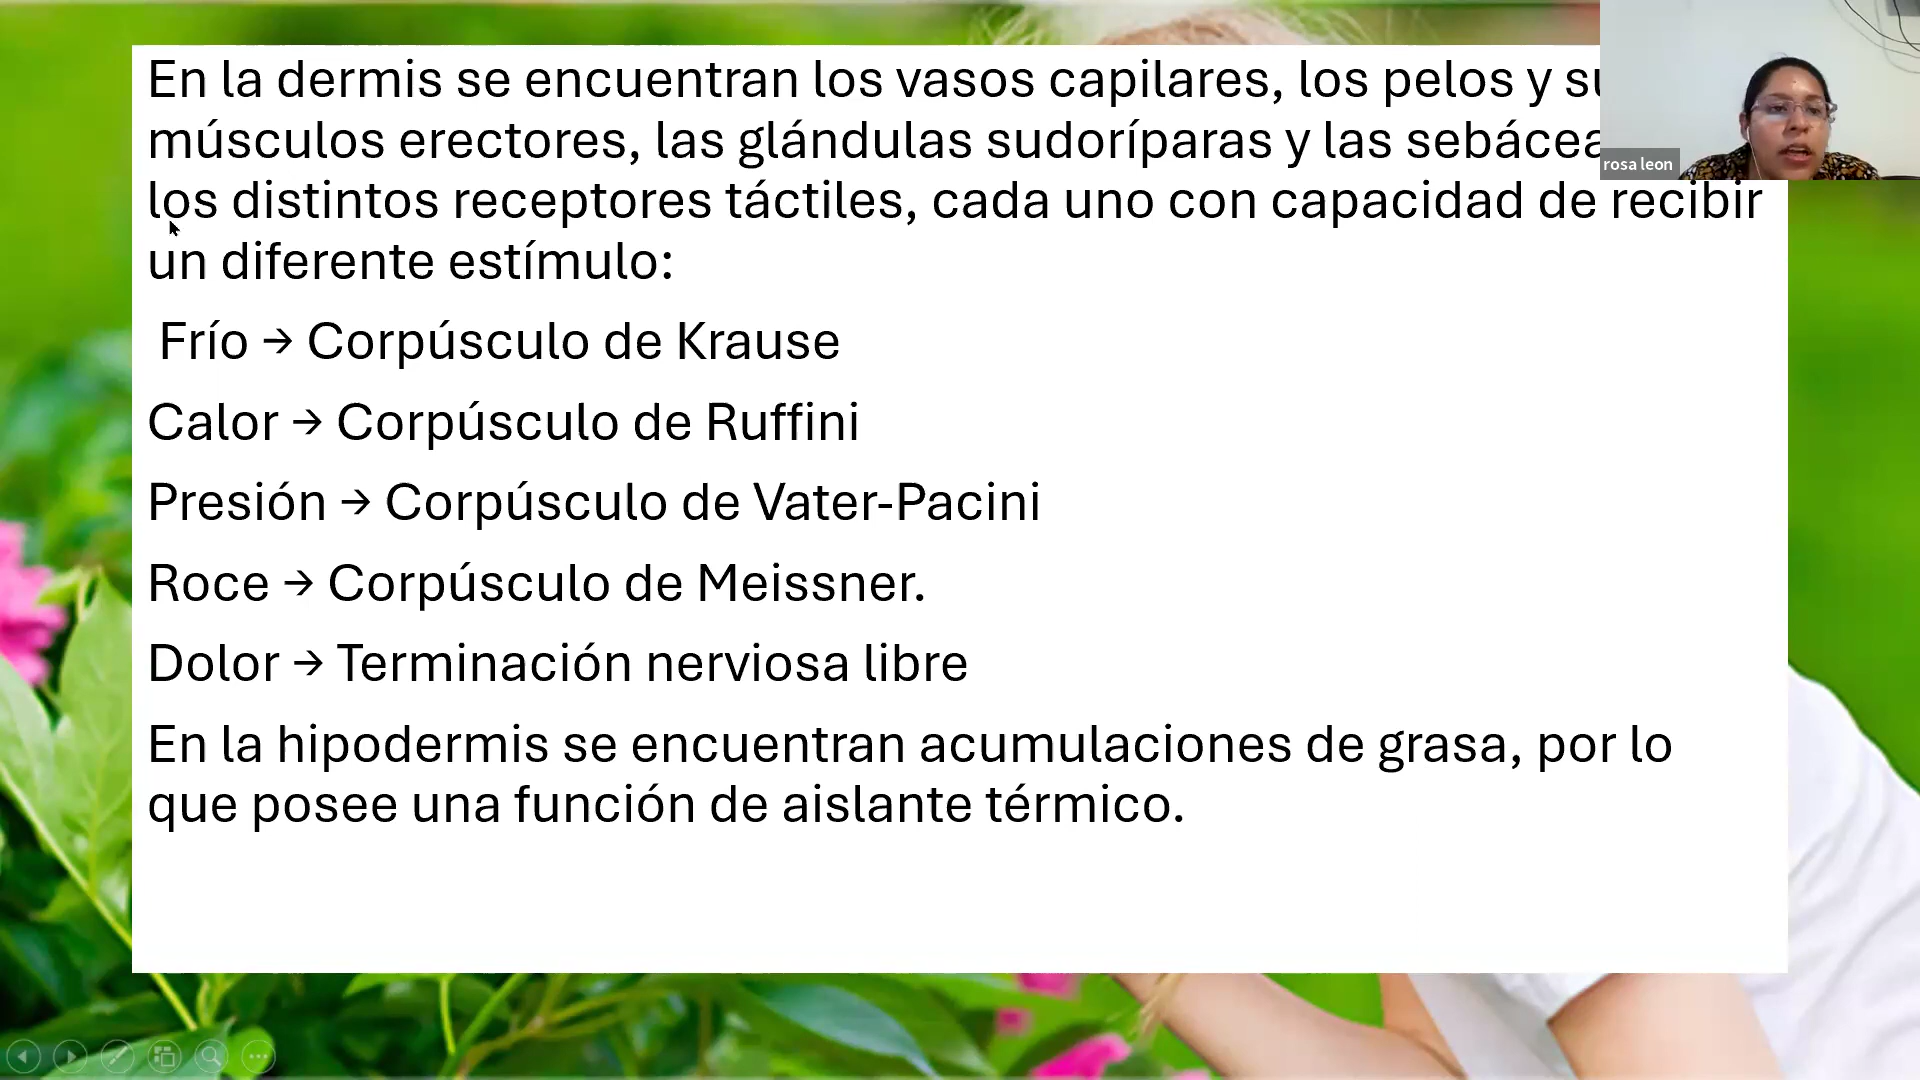 En la dermis se encuentran los vasos capilares, los pelos y
músculos erectores, las glándulas sudoríparas y las
los distintos receptores táctiles, cada uno con capacidad de recibir
un diferente estímulo:
Frío → Corpúsculo de Krause
Calor → Corpúsculo de Ruffini
Presión → Corpúsculo de Vater-Pacini
Roce → Corpúsculo de Meissner.
Dolor → Terminación nerviosa libre
En la hipodermis se encuentran acumulaciones de grasa, por lo
que posee una función de aislante térmico.
rosa leon